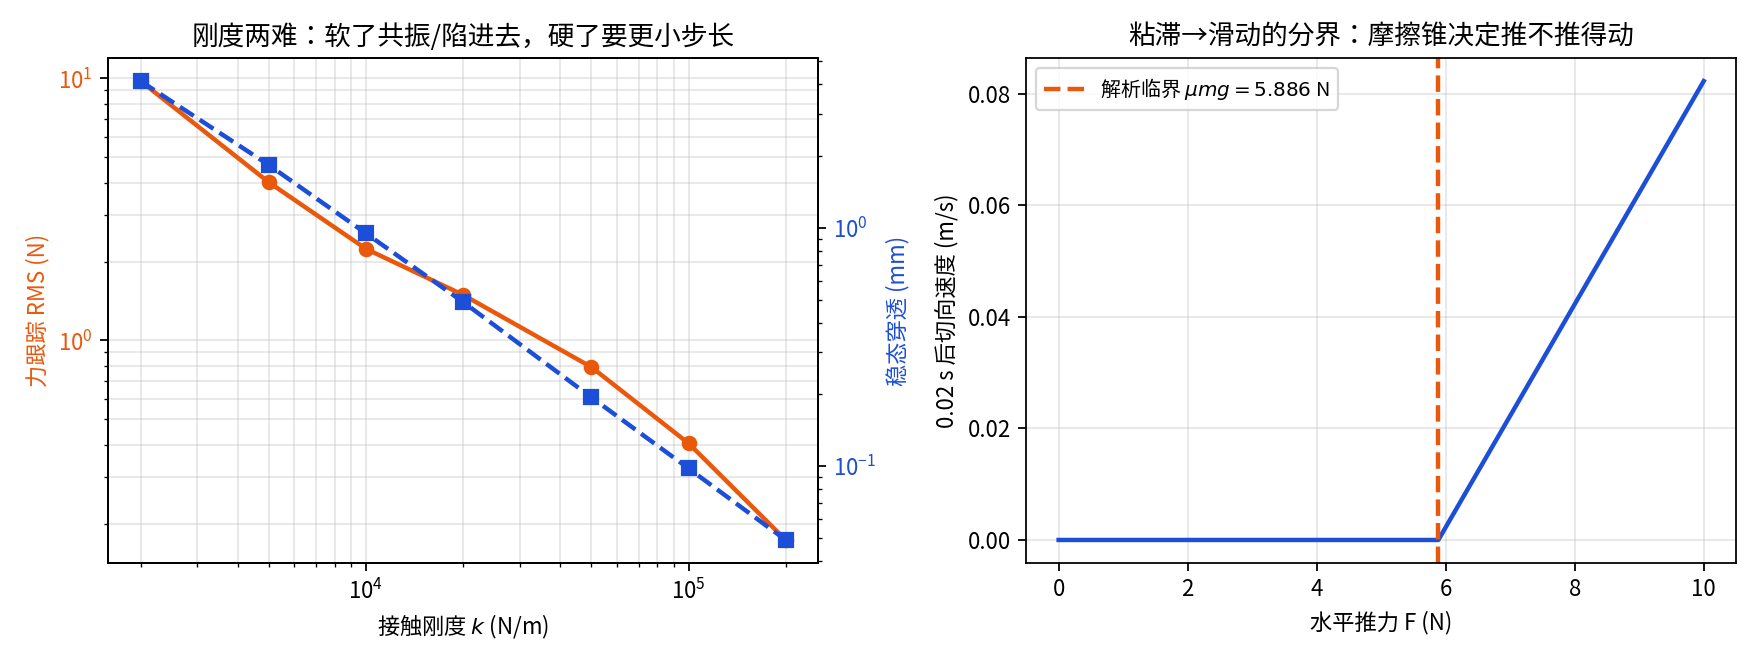 刚度两难：软了共振/陷进去，硬了要更小步长
10¹
10⁰
力跟踪 RMS (N)
10⁰
10⁻¹
稳态穿透 (mm)
10⁴
10⁵
接触刚度 k (N/m)
粘滞→滑动的分界：摩擦锥决定推不推得动
解析临界 μmg = 5.886 N
0.08
0.06
0.04
0.02
0.00
0.02 s 后切向速度 (m/s)
0
2
4
6
8
10
水平推力 F (N)